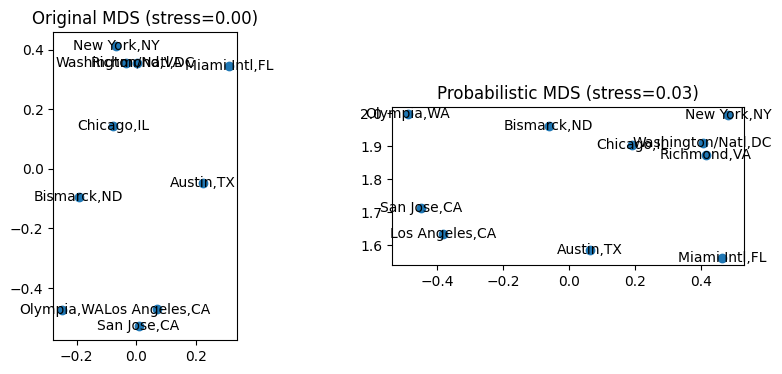 Original MDS (stress=0.00)
New York,NY
Washington/Natl,DC
Richmond,VA
Miami Intl,FL
Chicago,IL
Austin,TX
Bismarck,ND
Olympia,WA
Los Angeles,CA
San Jose,CA
0.4
0.2
0.0
−0.2
−0.4
−0.2
0.0
0.2
Probabilistic MDS (stress=0.03)
Olympia,WA
New York,NY
Bismarck,ND
Chicago,IL
Washington/Natl,DC
Richmond,VA
San Jose,CA
Los Angeles,CA
Austin,TX
Miami Intl,FL
2.0
1.9
1.8
1.7
1.6
−0.4
−0.2
0.0
0.2
0.4